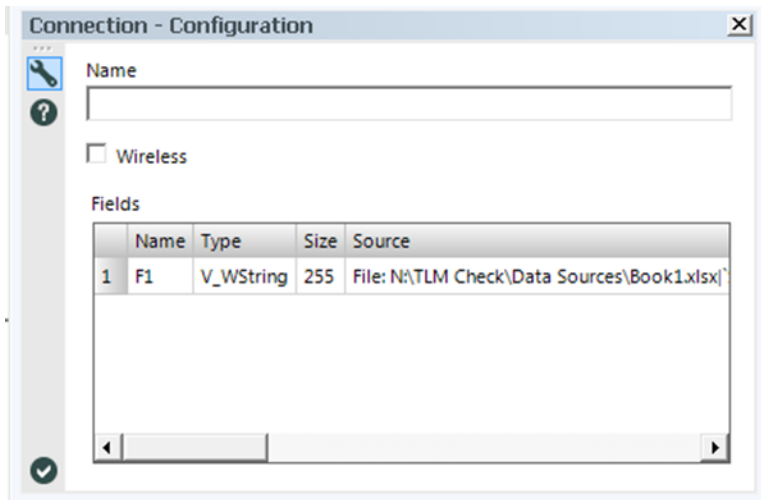 Connection - Configuration
Name
Wireless
Fields
Name Type Size Source
1 F1 V_WString 255 File: N:\TLM Check\Data Sources\Book1.xlsx|`